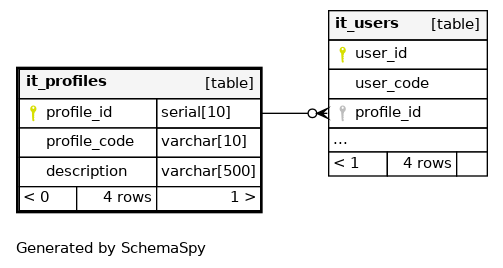 it_users [table]
user_id
user_code
profile_id
...
< 1 4 rows
it_profiles [table]
profile_id serial[10]
profile_code varchar[10]
description varchar[500]
< 0 4 rows 1 >
Generated by SchemaSpy